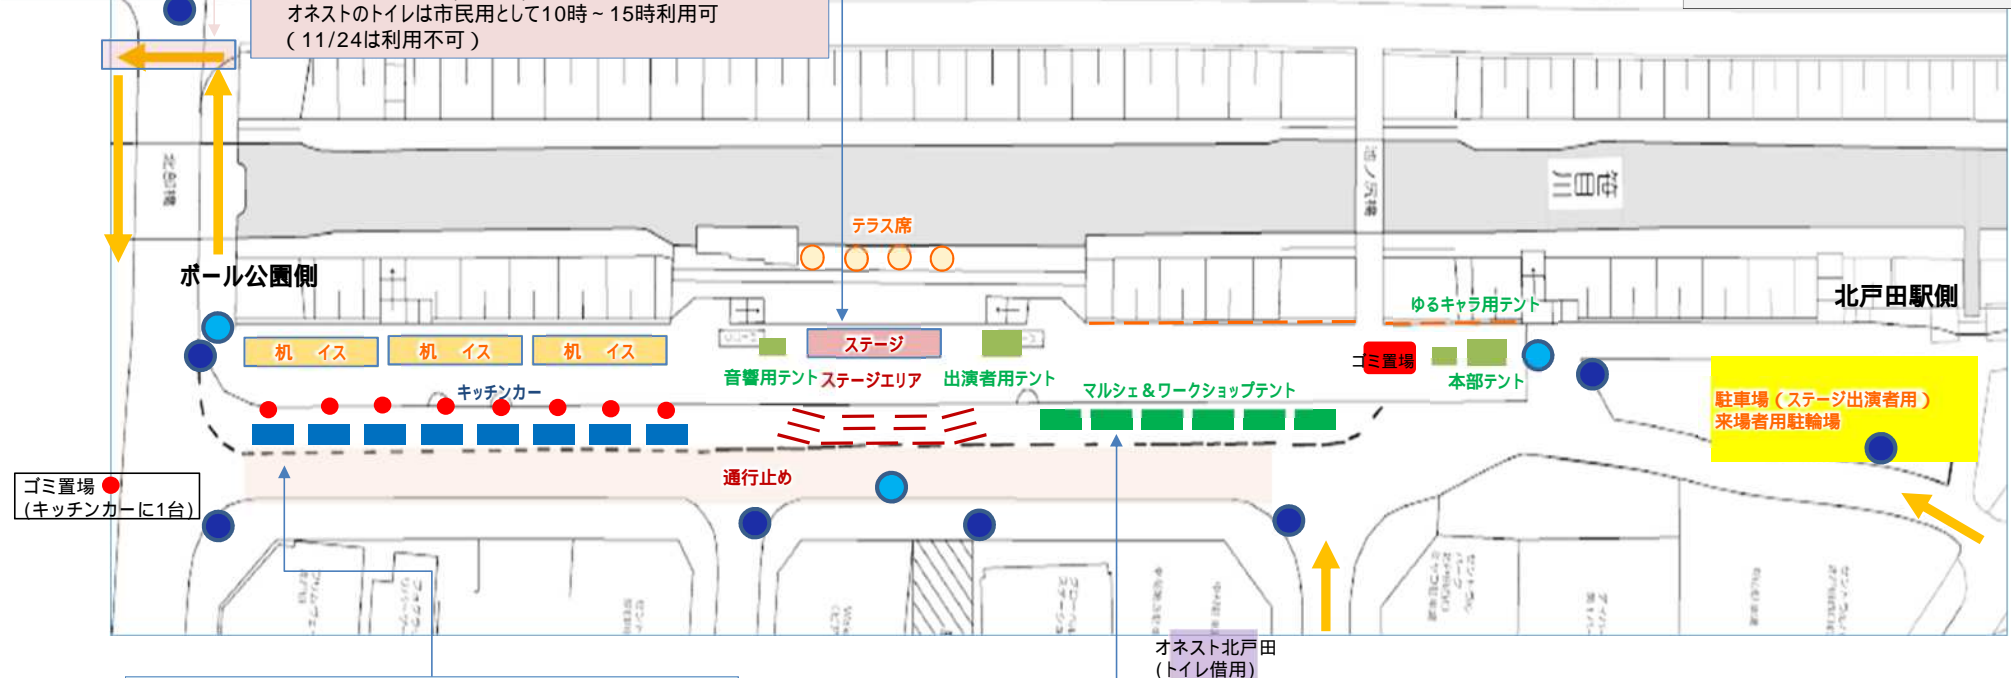 オネストのトイレは市民用として10時~15時利用可
(11/24は利用不可)
笹目川
テラス席
ボール公園側
ゆるキャラ用テント
北戸田駅側
机 イス
机 イス
机 イス
ステージ
ゴミ置場
音響用テント
ステージエリア
出演者用テント
本部テント
キッチンカー
マルシェ&ワークショップテント
駐車場(ステージ出演者用)
来場者用駐輪場
通行止め
ゴミ置場
(キッチンカーに1台)
オネスト北戸田
(トイレ借用)